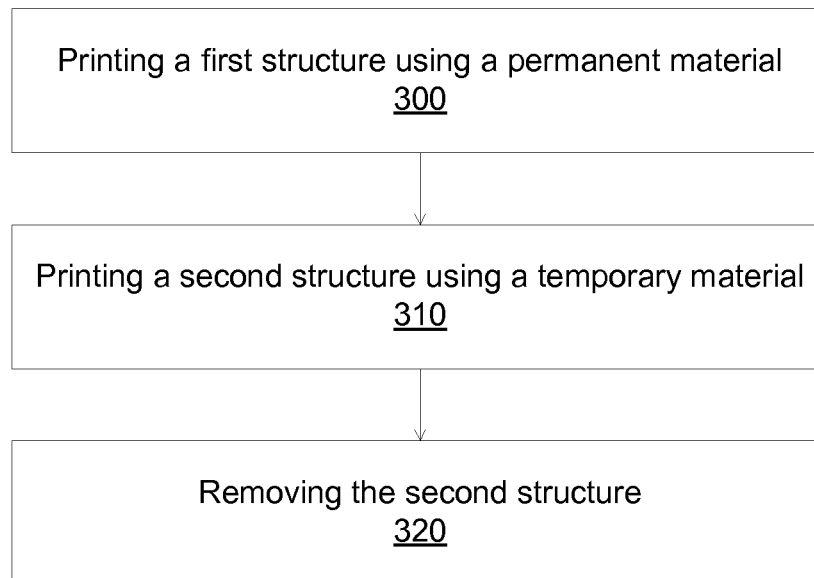 Printing a first structure using a permanent material
300
Printing a second structure using a temporary material
310
Removing the second structure
320